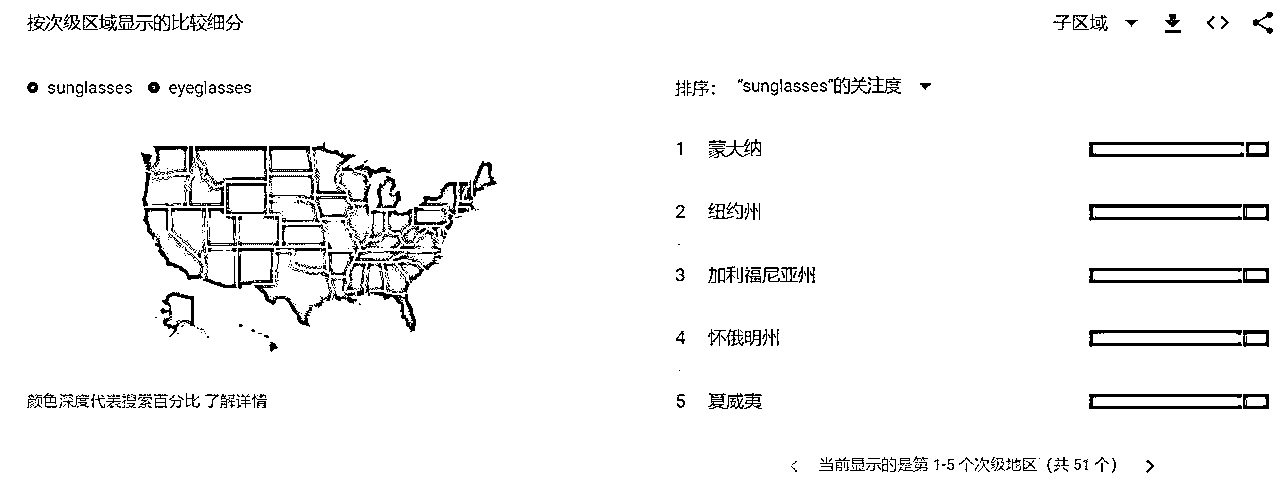 按次级区域显示的比较细分
子区域
sunglasses eyeglasses
排序： "sunglasses"的关注度
1 蒙大纳
2 纽约州
3 加利福尼亚州
4 怀俄明州
5 夏威夷
颜色深度代表搜索百分比 了解详情
当前显示的是第 1-5 个次级地区（共 51 个）